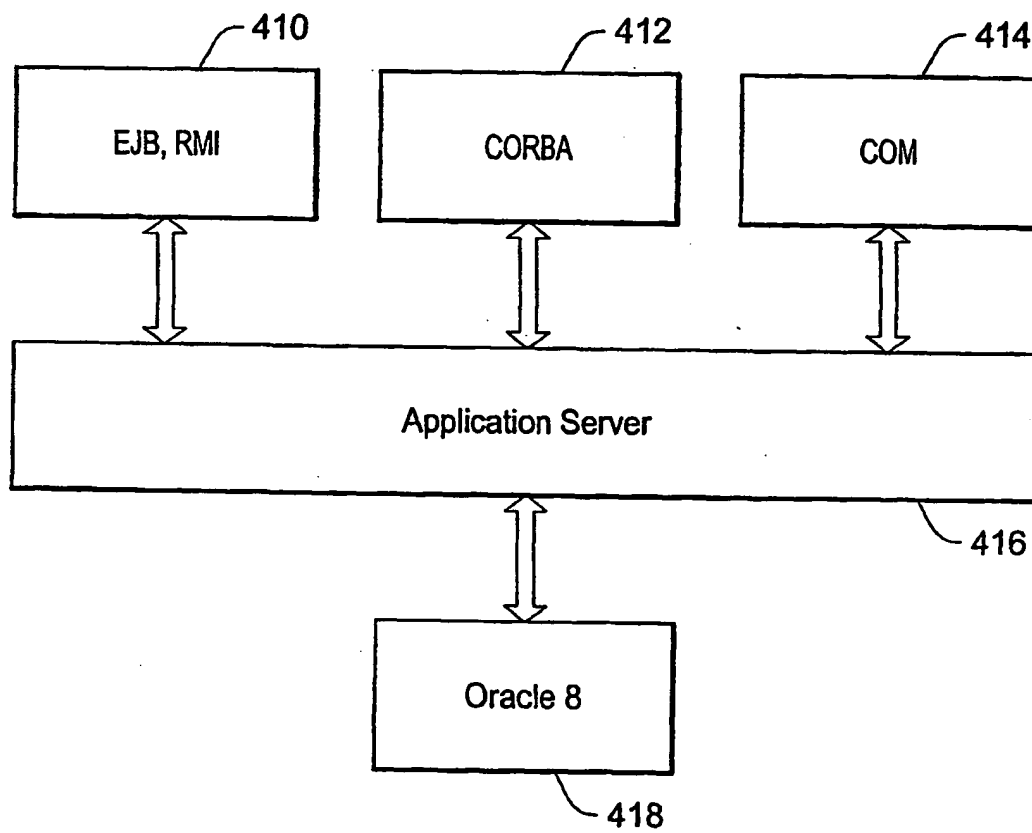 410
412
414
EJB, RMI
CORBA
COM
Application Server
416
Oracle 8
418